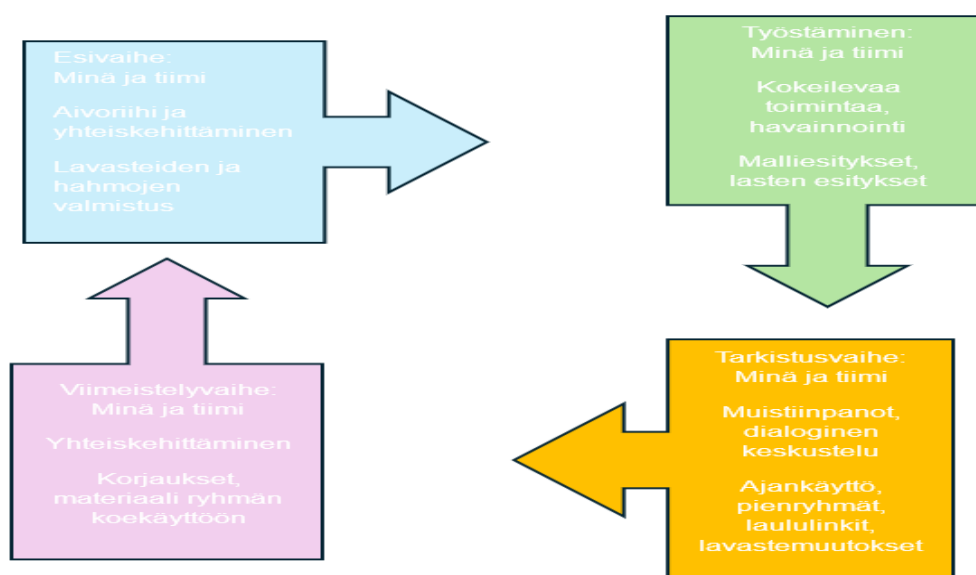 Esivaihe:
Minä ja tiimi
Aivoriihi ja
yhteiskehittäminen
Lavasteiden ja
hahmojen
valmistus
Työstäminen:
Minä ja tiimi
Kokeilevaa
toimintaa,
havainnointi
Malliesitykset,
lasten esitykset
Tarkistusvaihe:
Minä ja tiimi
Muistiinpanot,
dialoginen
keskustelu
Ajankäyttö,
pienryhmät,
laululinkit,
lavastemuutokset
Viimeistelyvaihe:
Minä ja tiimi
Yhteiskehittäminen
Korjaukset,
materiaali ryhmän
koekäyttöön